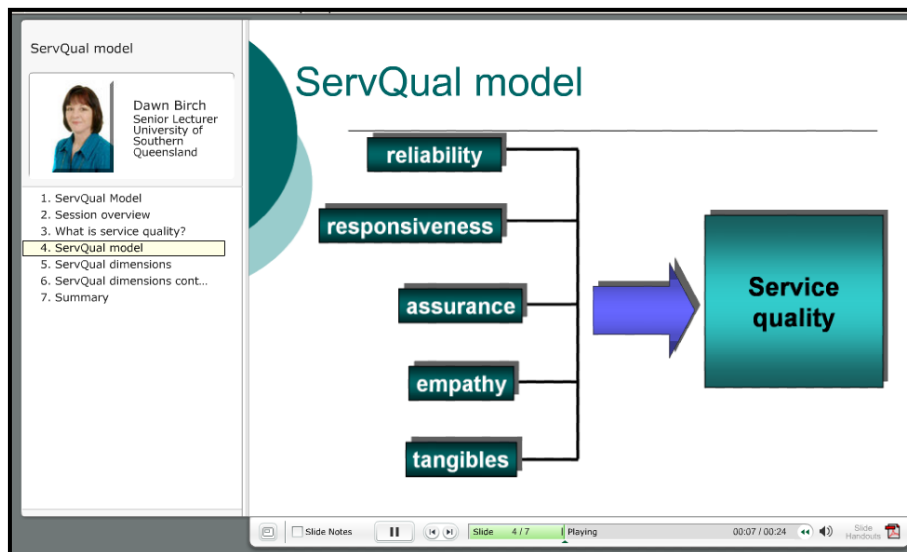 ServQual model
Dawn Birch
Senior Lecturer
University of
Southern
Queensland
1. ServQual Model
2. Session overview
3. What is service quality?
4. ServQual model
5. ServQual dimensions
6. ServQual dimensions cont...
7. Summary
ServQual model
reliability
responsiveness
assurance
empathy
tangibles
Service
quality
Slide Notes
Slide 4 / 7
Playing
00:07 / 00:24
Slide
Handouts